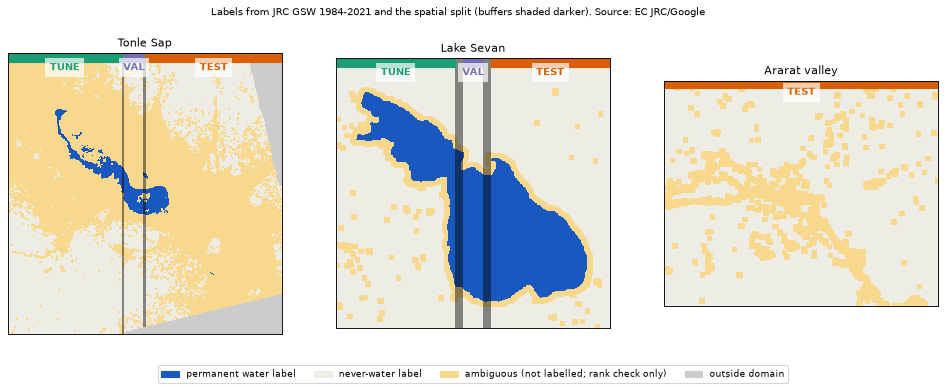 Labels from JRC GSW 1984-2021 and the spatial split (buffers shaded darker). Source: EC JRC/Google
Tonle Sap
TUNE VAL TEST
Lake Sevan
TUNE VAL TEST
Ararat valley
TEST
permanent water label never-water label ambiguous (not labelled; rank check only) outside domain